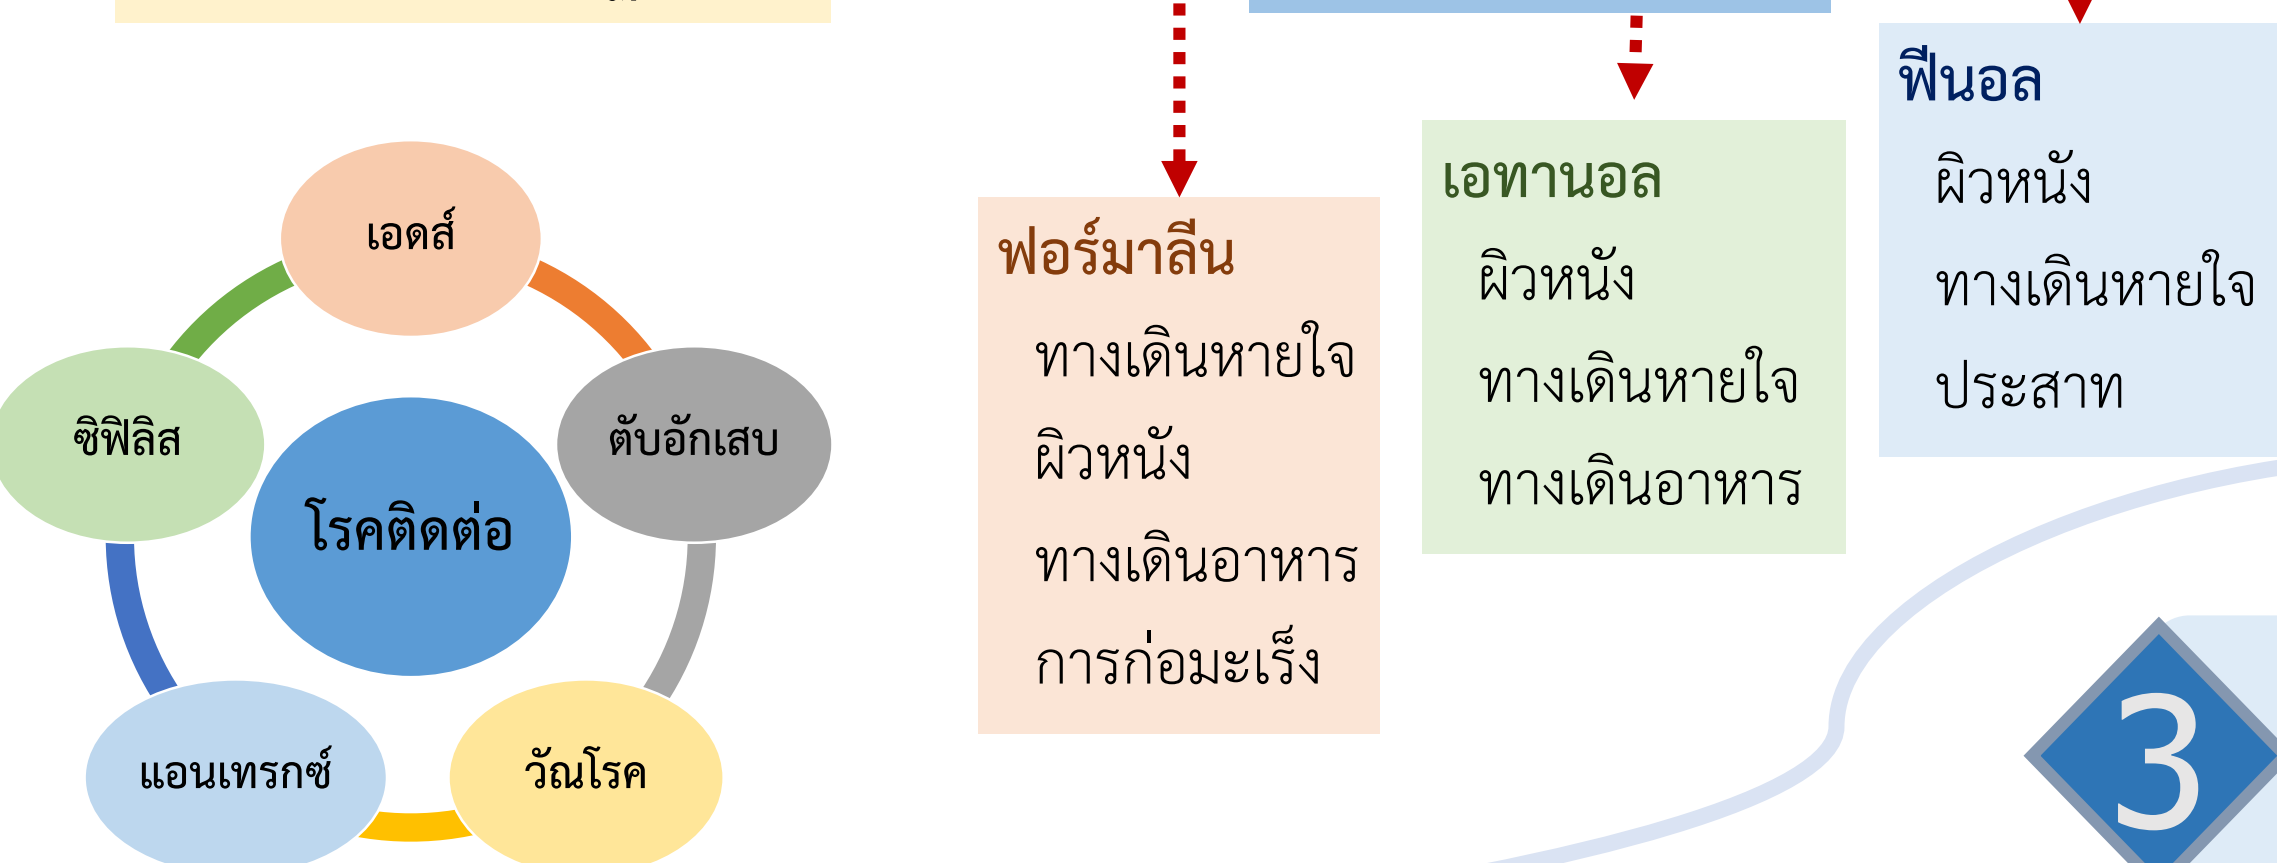 เอดส์
ตับอักเสบ
วัณโรค
แอนเทรกซ์
ซิฟิลิส
โรคติดต่อ
ฟอร์มาลีน
ทางเดินหายใจ
ผิวหนัง
ทางเดินอาหาร
การก่อมะเร็ง
เอทานอล
ผิวหนัง
ทางเดินหายใจ
ทางเดินอาหาร
ฟีนอล
ผิวหนัง
ทางเดินหายใจ
ประสาท
3